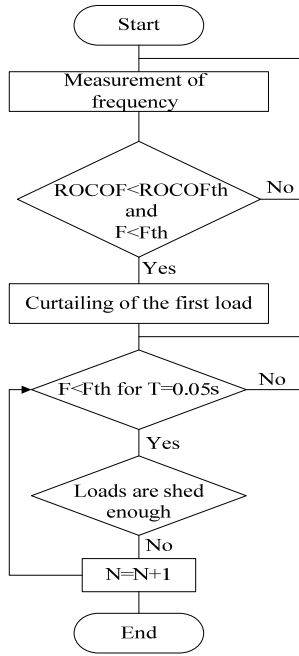 Start
Measurement of
frequency
ROCOF<ROCOFth
and
F<Fth
No
Yes
Curtailing of the first load
F<Fth for T=0.05s
No
Yes
Loads are shed
enough
No
N=N+1
End